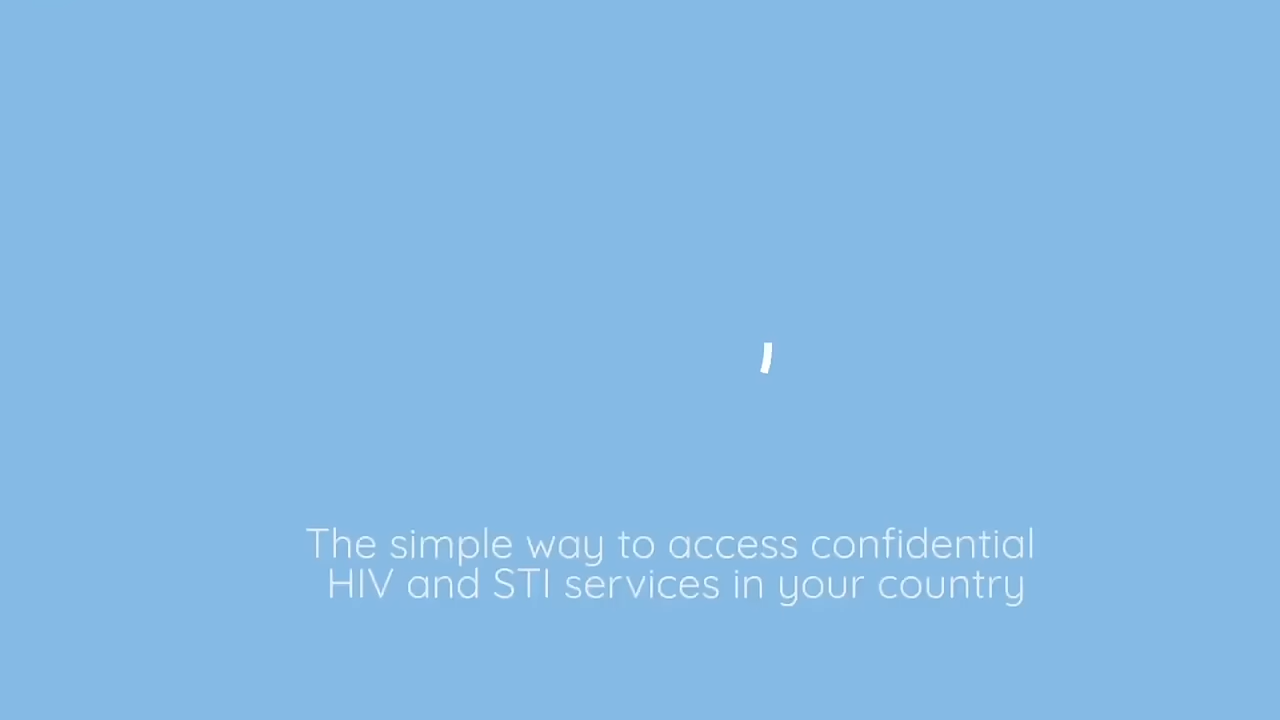 The simple way to access confidential
HIV and STI services in your country